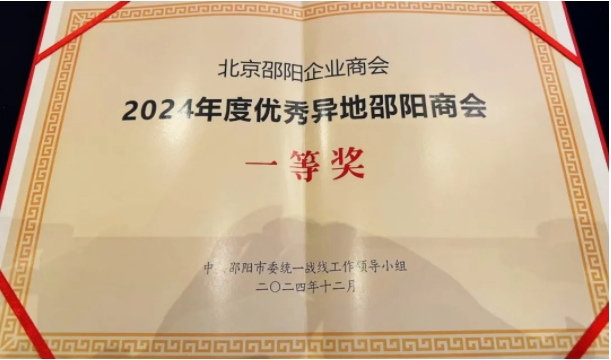 北京邵阳企业商会
2024年度优秀异地邵阳商会
一等奖
中 邵阳市委统一战线工作领导小组
二〇二四年十二月